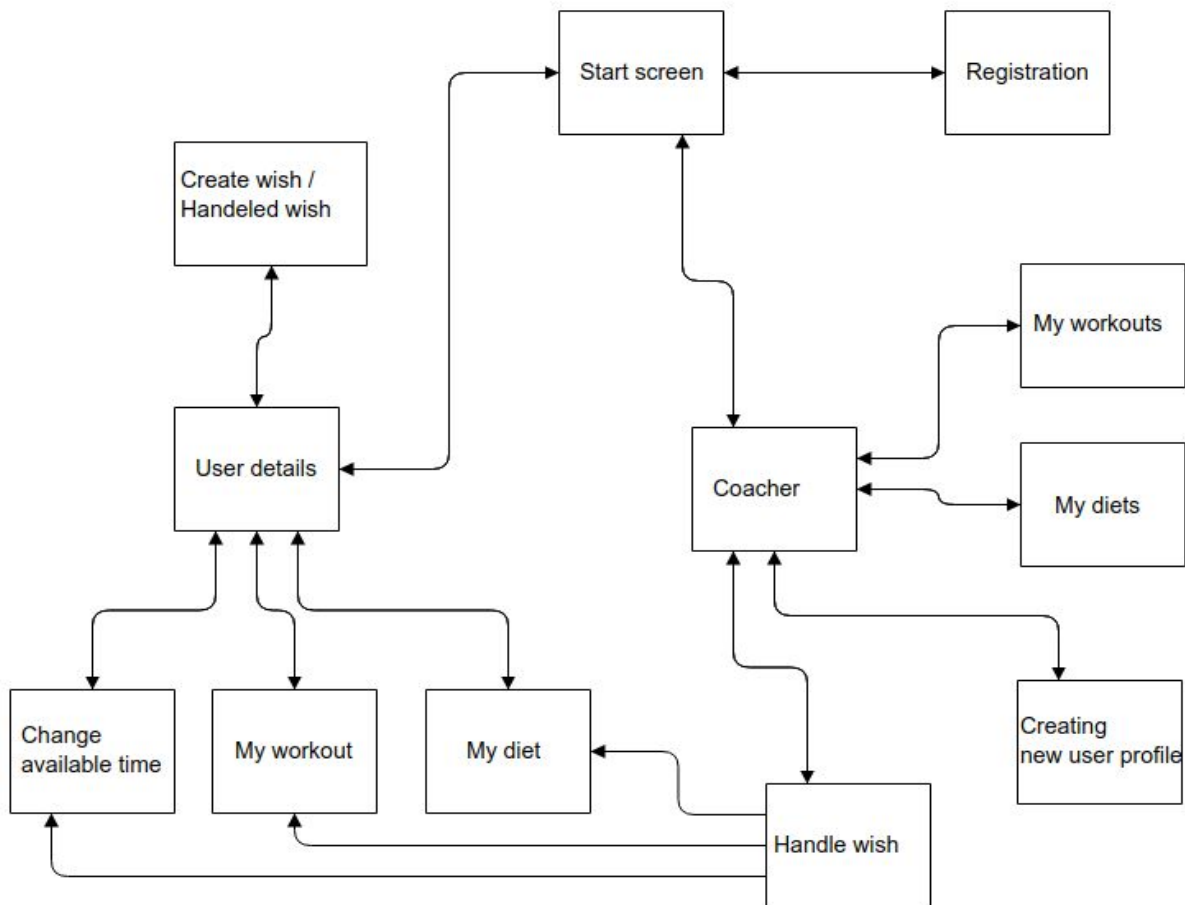 Start screen
Registration
Create wish /
Handeled wish
My workouts
User details
Coacher
My diets
Change
available time
My workout
My diet
Creating
new user profile
Handle wish